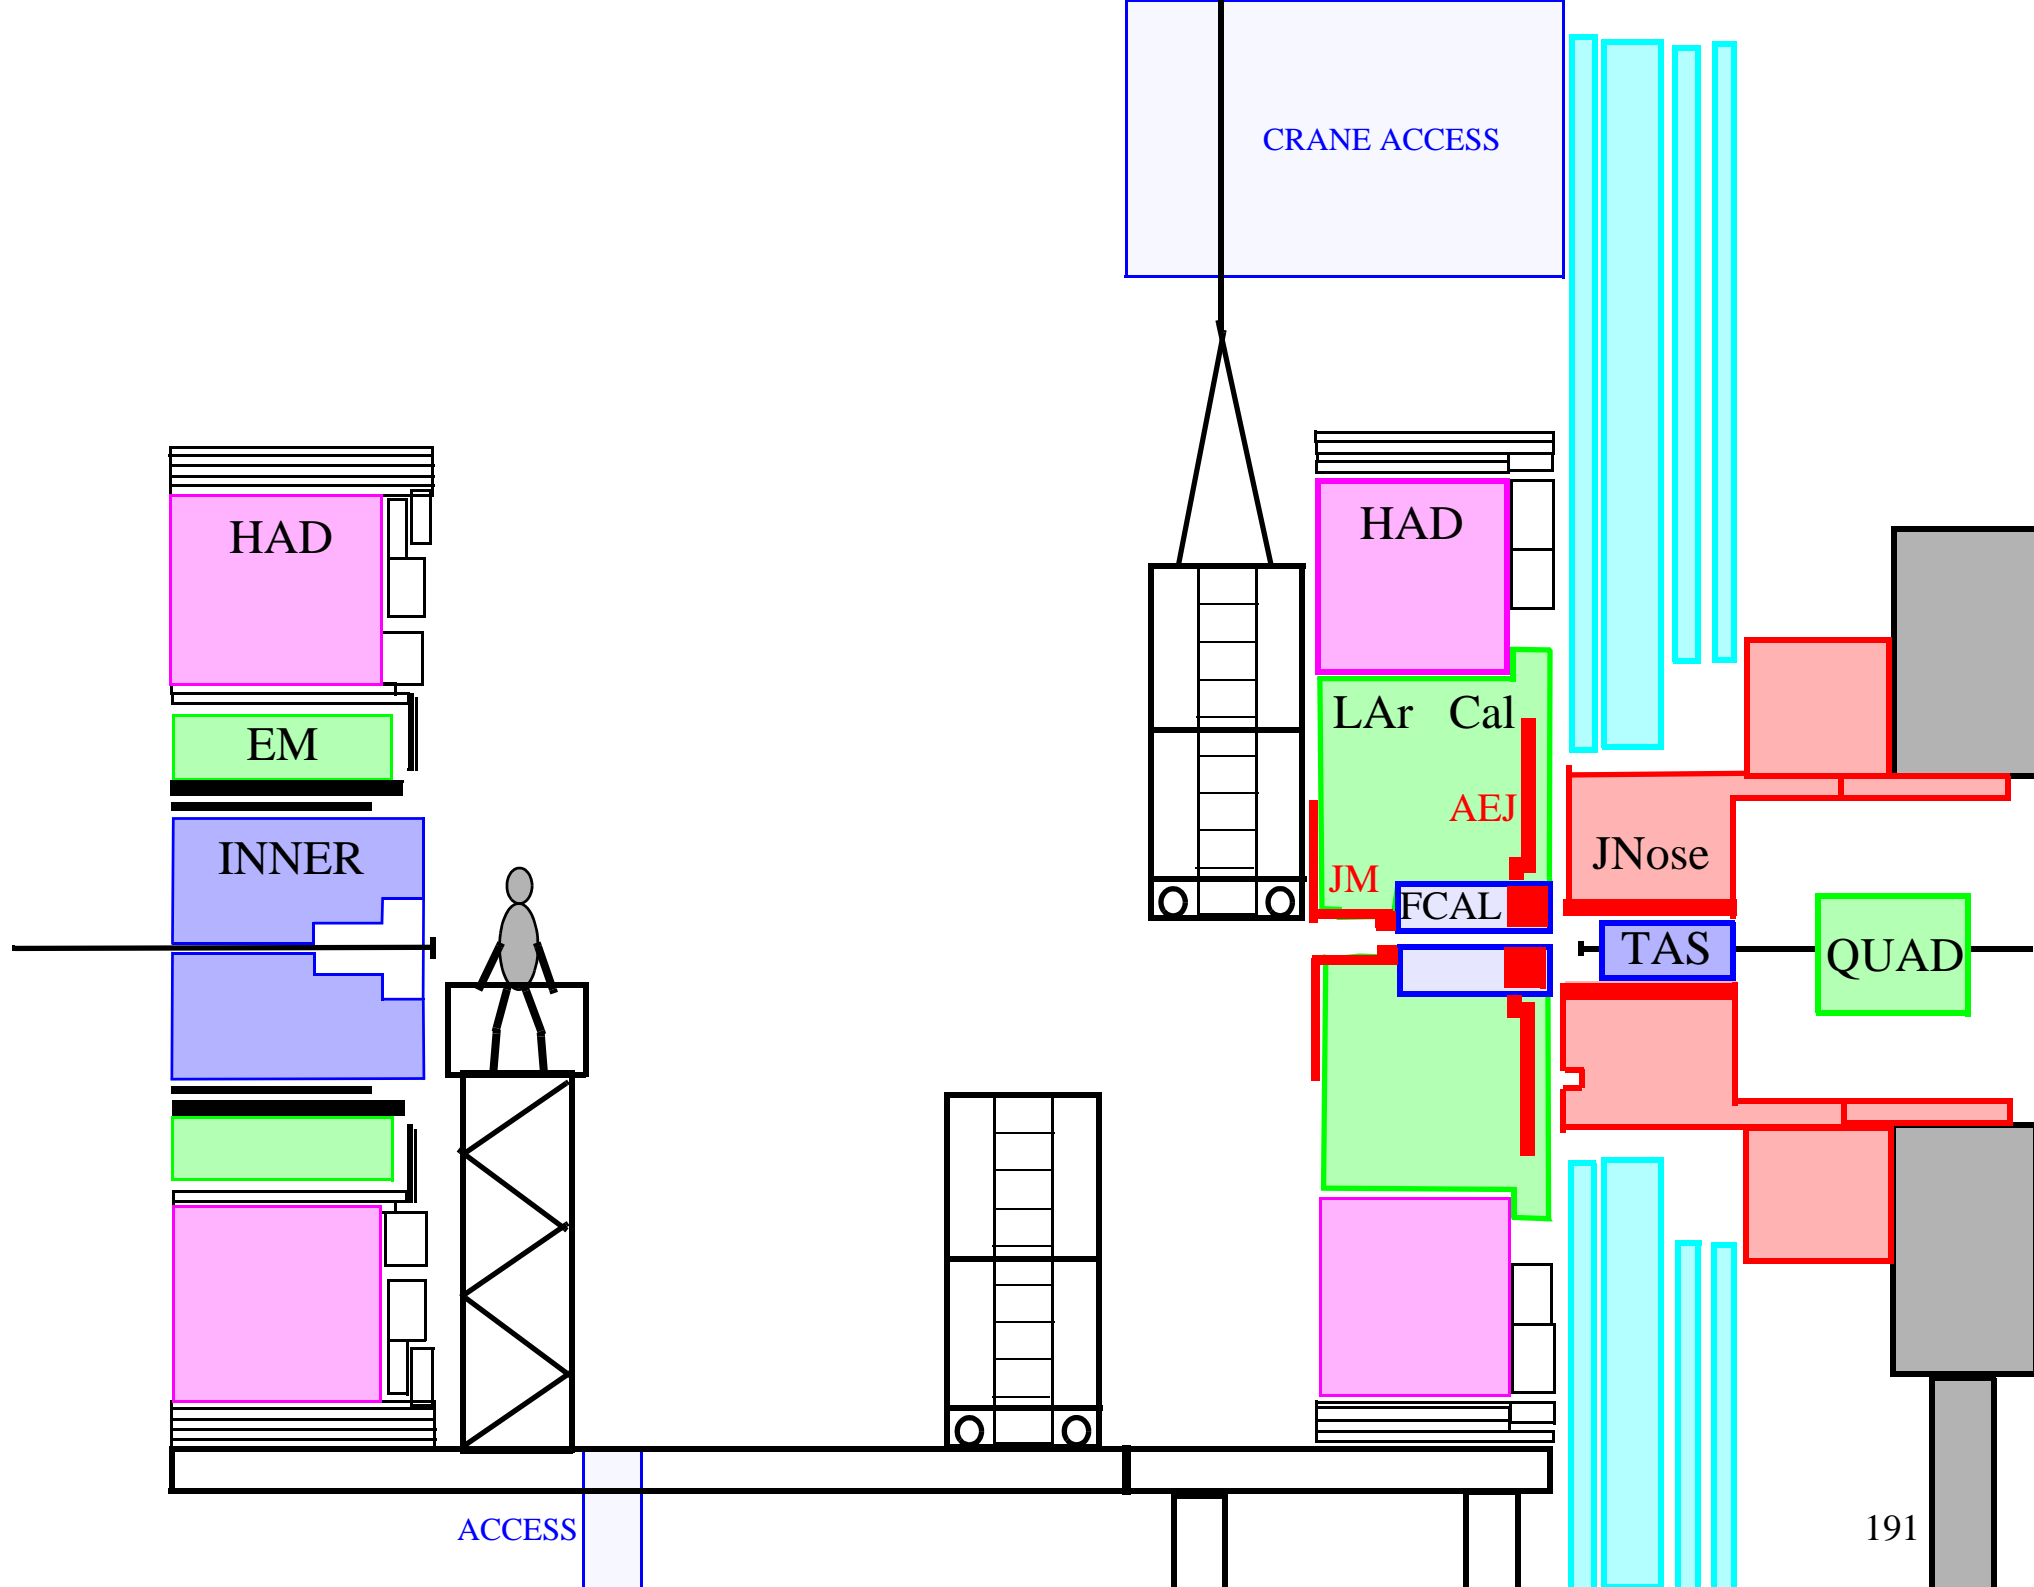 CRANE ACCESS
HAD
HAD
LAr Cal
EM
AEJ
INNER
JNose
JM
FCAL
TAS
QUAD
ACCESS
191